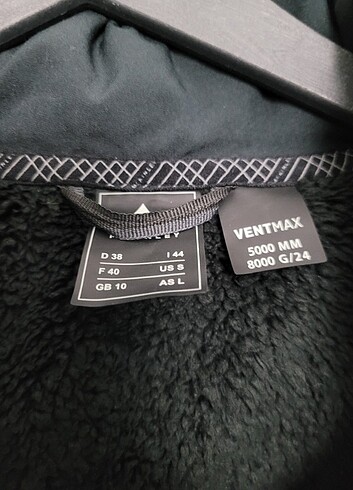 D 38 I 44
F 40 US S
GB 10 AS L
VENTMAX
5000 MM
8000 G/24